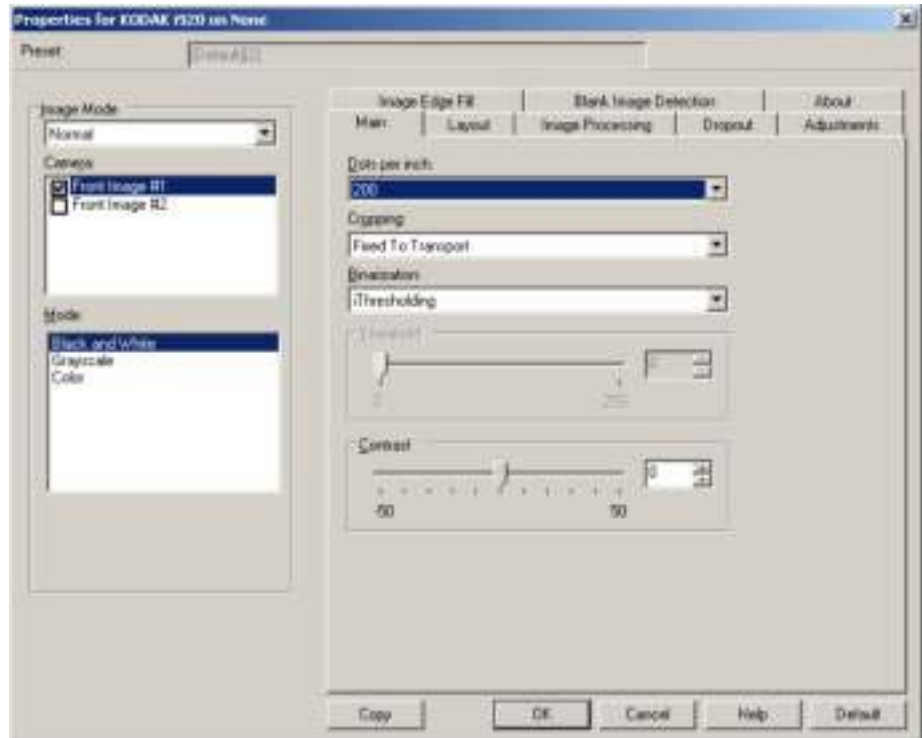 Properties for KODAK i920 on None
Preset
Image Mode
Normal
Camera
Front Image #1
Front Image #2
Mode
Black and White
Grayscale
Color
Image Edge Fill Blank Image Detection About
Main Layout Image Processing Dropout Adjustments
Dots per inch
200
Cropping
Fixed To Transport
Binarization
iThresholding
Threshold
0 255
Contrast
0
-50 50
Copy OK Cancel Help Default